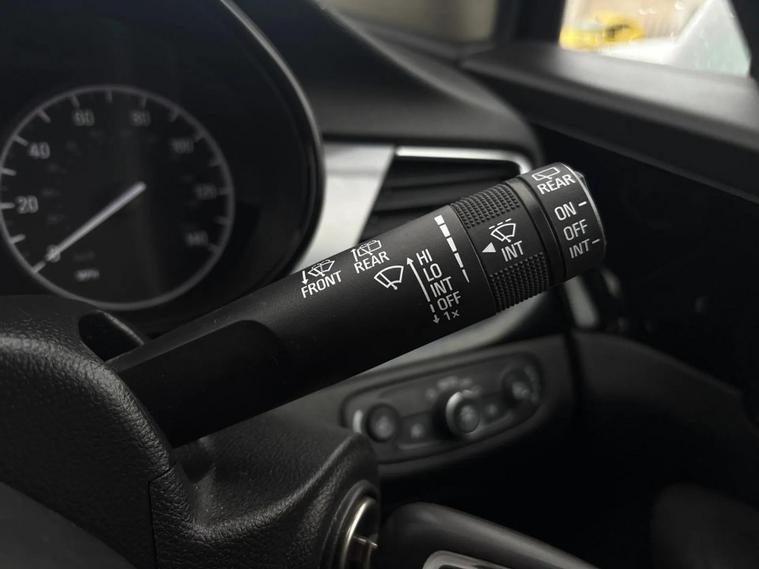 20
40
60
80
100
120
140
0
MPH
FRONT
REAR
HI
LO
INT
OFF
1x
INT
REAR
ON
OFF
INT